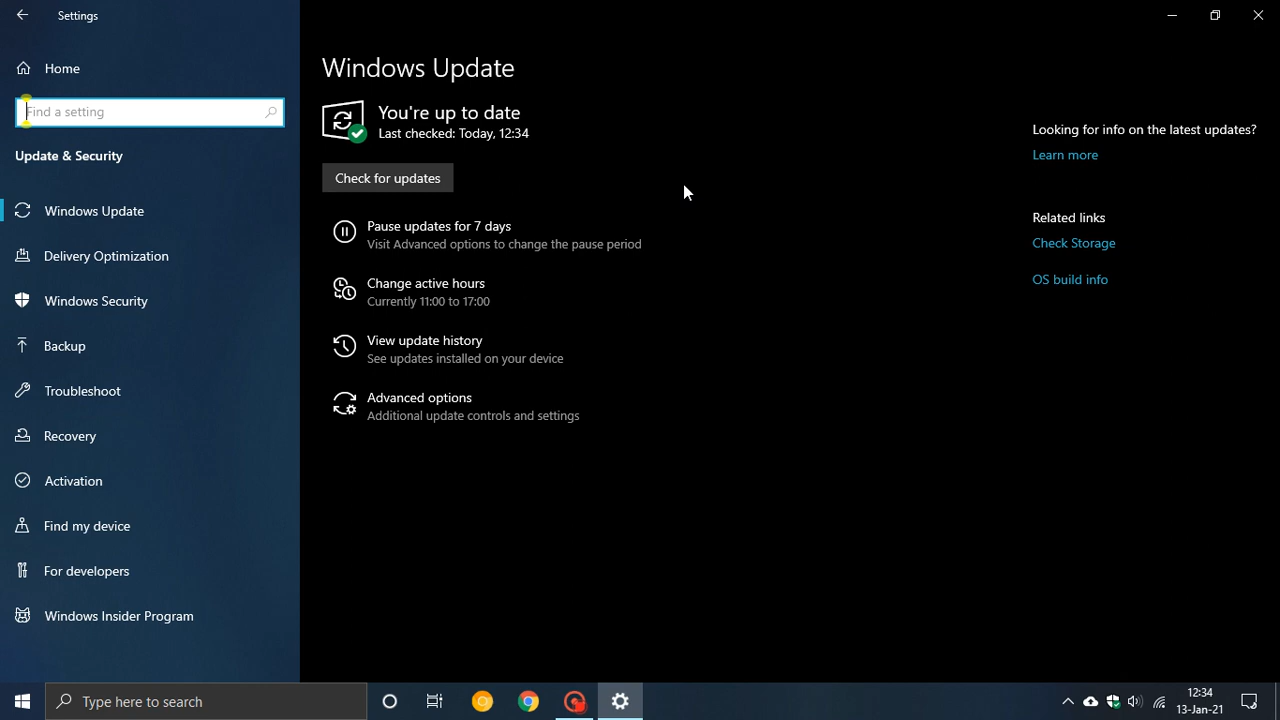 Settings
Home
Find a setting
Update & Security
Windows Update
Delivery Optimization
Windows Security
Backup
Troubleshoot
Recovery
Activation
Find my device
For developers
Windows Insider Program
Windows Update
You're up to date
Last checked: Today, 12:34
Check for updates
Pause updates for 7 days
Visit Advanced options to change the pause period
Change active hours
Currently 11:00 to 17:00
View update history
See updates installed on your device
Advanced options
Additional update controls and settings
Looking for info on the latest updates?
Learn more
Related links
Check Storage
OS build info
Type here to search
12:34
13-Jan-21